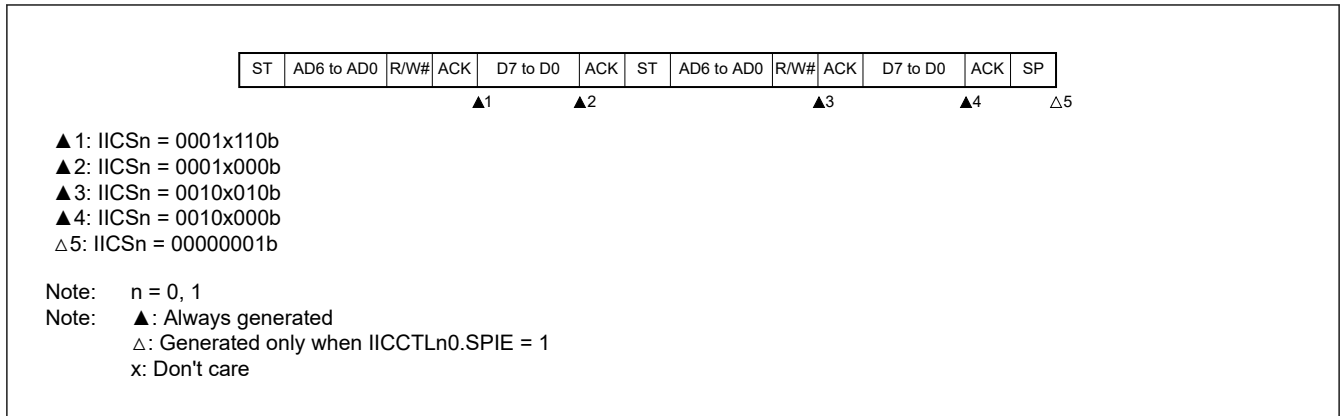 ST AD6 to AD0 R/W# ACK D7 to D0 ACK ST AD6 to AD0 R/W# ACK D7 to D0 ACK SP
▲1 ▲2 ▲3 ▲4 △5
▲1: IICSn = 0001x110b
▲2: IICSn = 0001x000b
▲3: IICSn = 0010x010b
▲4: IICSn = 0010x000b
△5: IICSn = 00000001b
Note: n = 0, 1
Note: ▲: Always generated
△: Generated only when IICCTLn0.SPIE = 1
x: Don't care